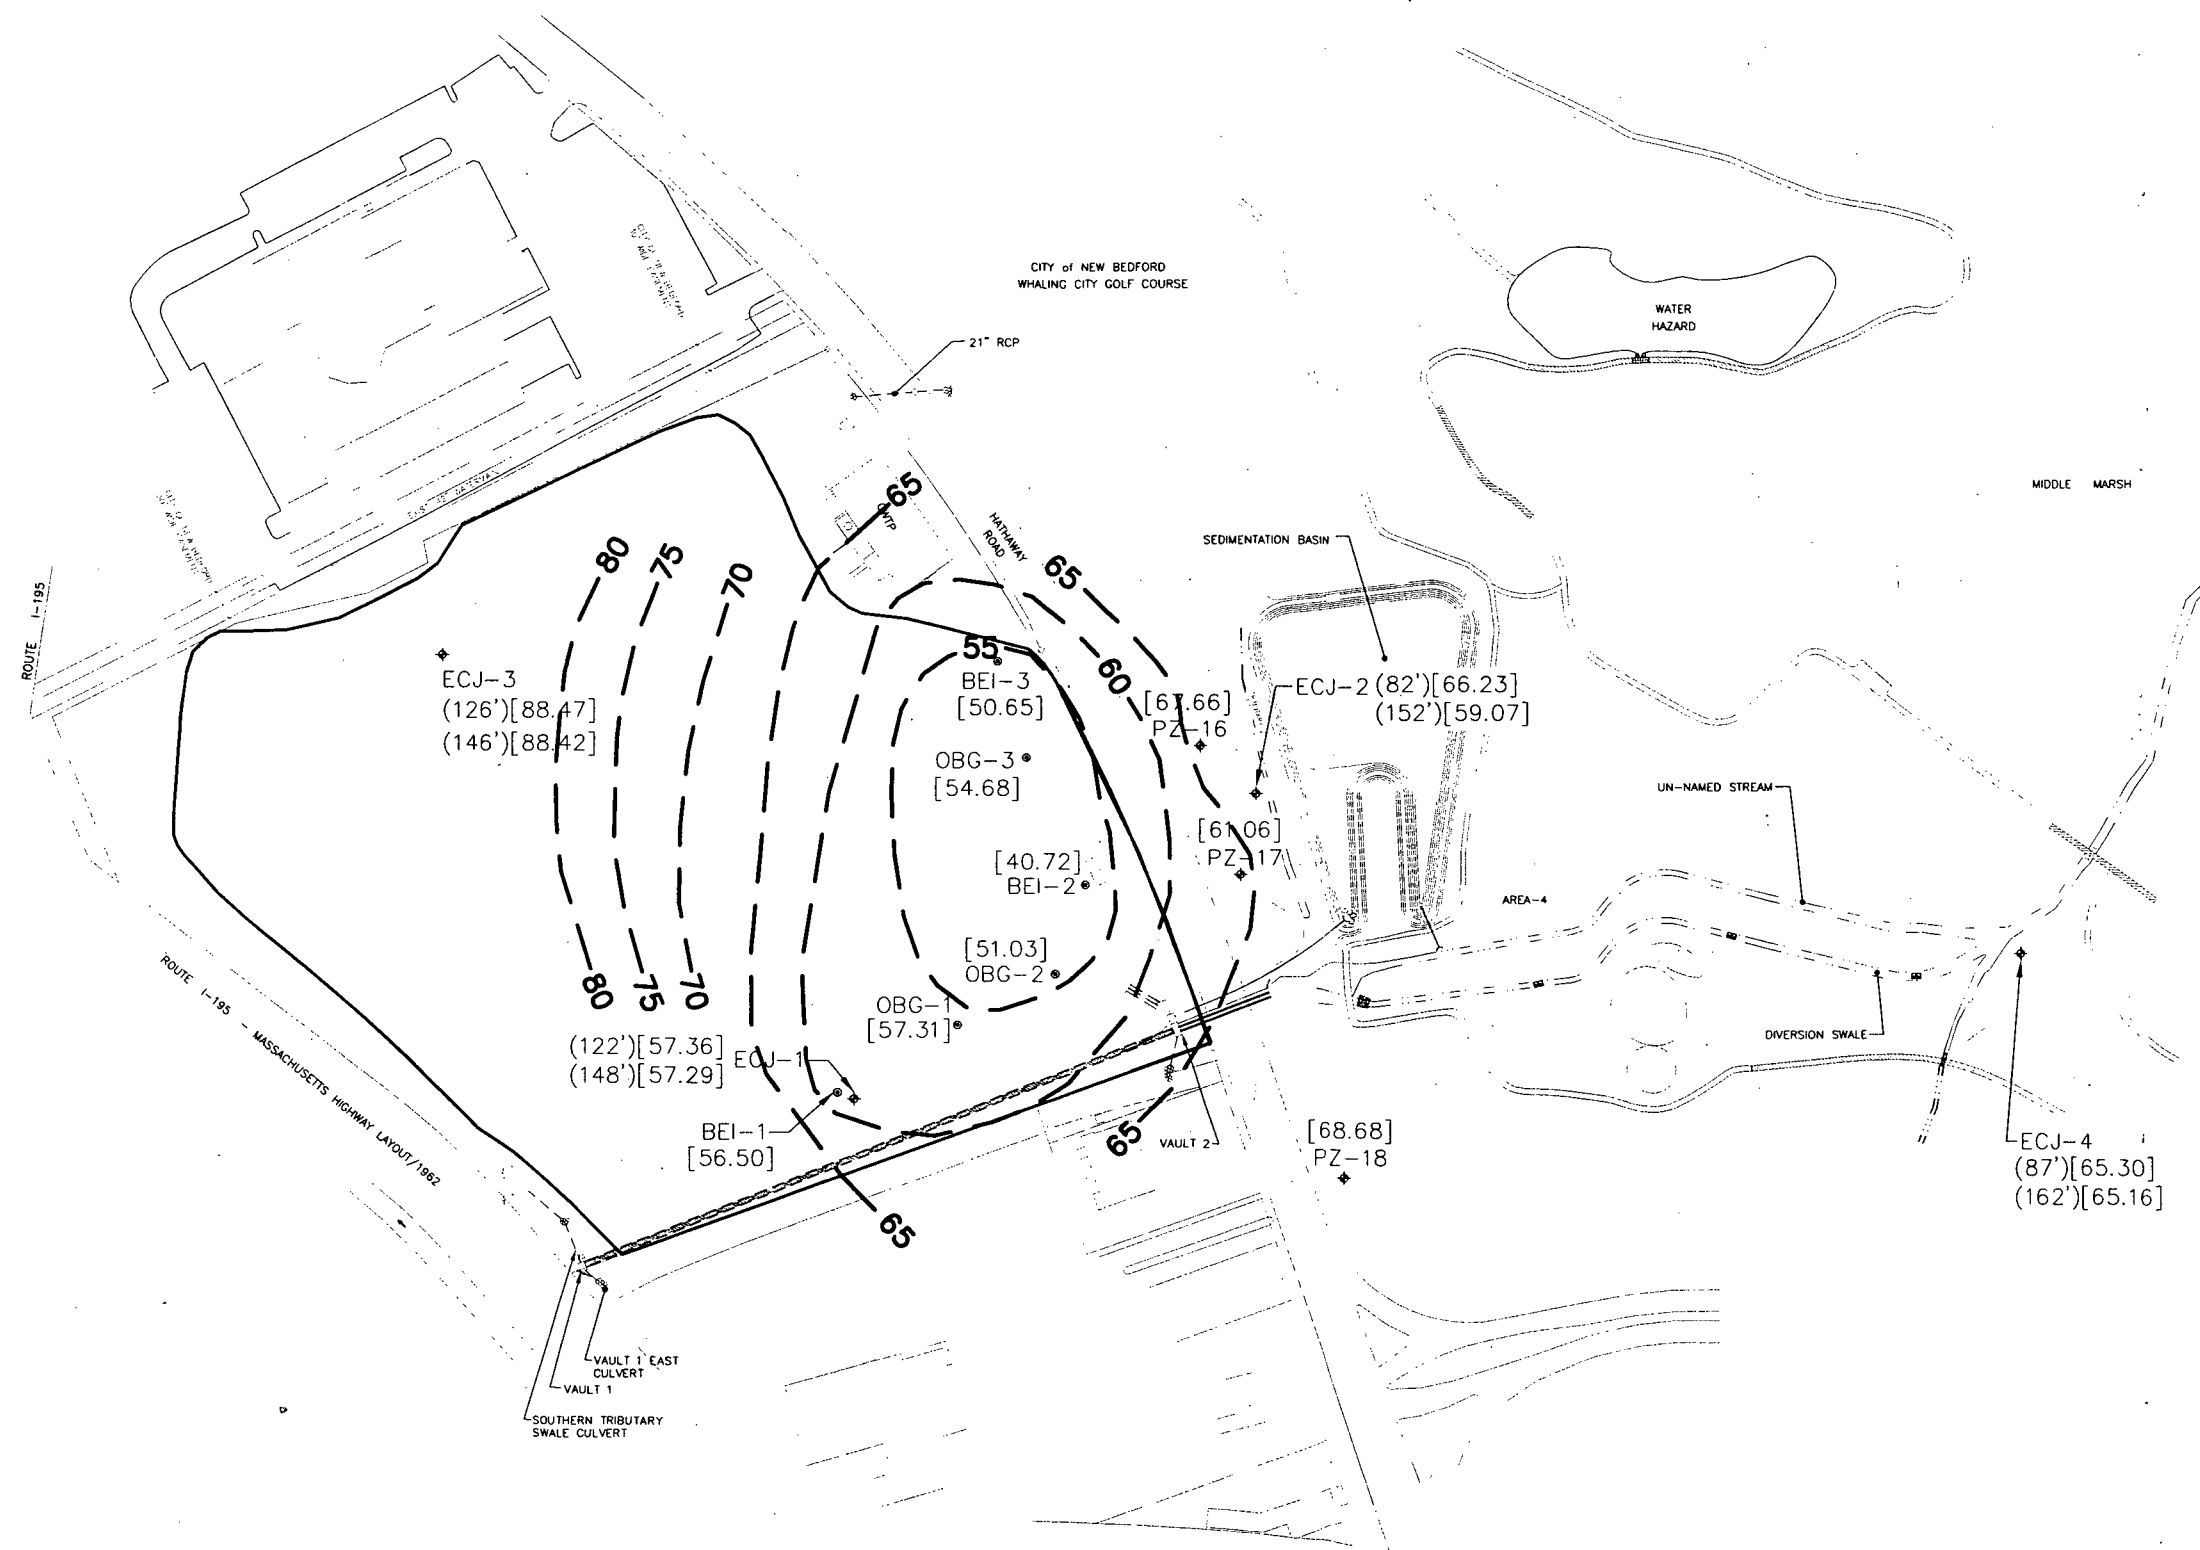 CITY of NEW BEDFORD
WHALING CITY GOLF COURSE
WATER
HAZARD
21" RCP
MIDDLE MARSH
65
HATHAWAY
ROAD
SEDIMENTATION BASIN
80
75
70
65
ROUTE I-195
55
60
ECJ-3
(126')[88.47]
(146')[88.42]
BEI-3
[50.65]
PZ-16
ECJ-2 (82')[66.23]
(152')[59.07]
OBG-3
[54.68]
UN-NAMED STREAM
[61.06]
PZ-17
[40.72]
BEI-2
AREA-4
[51.03]
OBG-2
80
75
70
OBG-1
[57.31]
DIVERSION SWALE
ROUTE I-195 - MASSACHUSETTS HIGHWAY LAYOUT/1962
(122')[57.36]
(148')[57.29]
ECJ-1
BEI-1
[56.50]
65
VAULT 2
[68.68]
PZ-18
ECJ-4
(87')[65.30]
(162')[65.16]
65
VAULT 1 EAST
CULVERT
VAULT 1
SOUTHERN TRIBUTARY
SWALE CULVERT